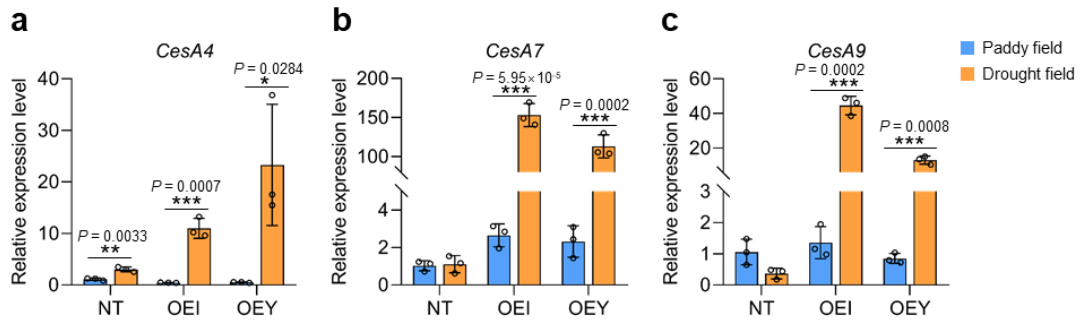 a
CesA4
Relative expression level
40
30
20
10
0
P = 0.0033
**
P = 0.0007
***
P = 0.0284
*
NT OEI OEY
b
CesA7
Relative expression level
200
150
100
4
2
0
P = 5.95×10⁻⁵
***
P = 0.0002
***
NT OEI OEY
c
CesA9
Relative expression level
60
40
20
3
2
1
0
P = 0.0002
***
P = 0.0008
***
NT OEI OEY
Paddy field
Drought field